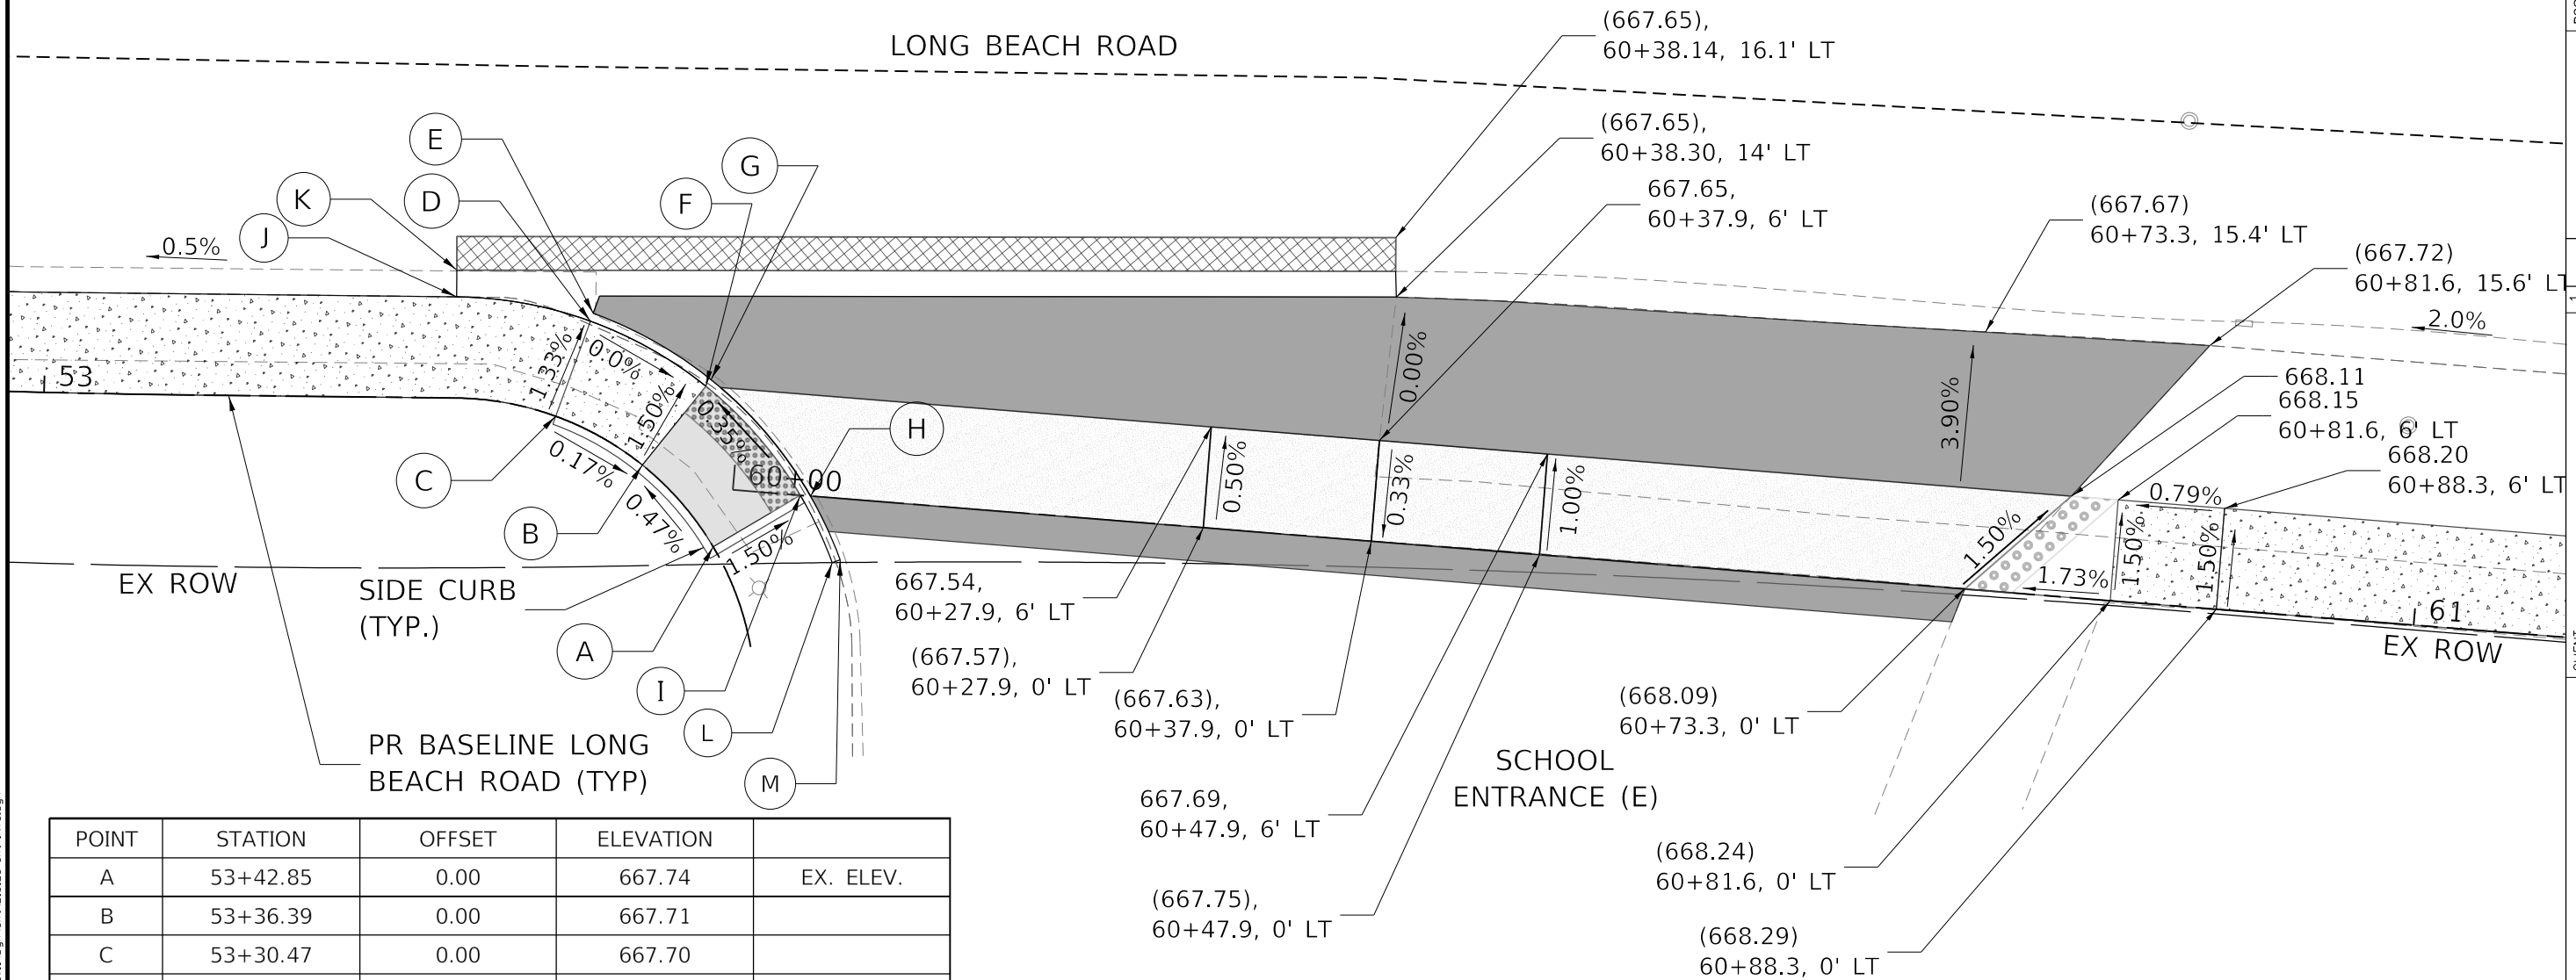 LONG BEACH ROAD
(667.65),
60+38.14, 16.1' LT
(667.65),
60+38.30, 14' LT
667.65,
60+37.9, 6' LT
(667.67)
60+73.3, 15.4' LT
(667.72)
60+81.6, 15.6' LT
E
G
K
D
F
J
0.5%
2.0%
53
1.33%
0.0%
1.50%
0.35%
0.00%
3.90%
668.11
668.15
60+81.6, 6' LT
668.20
60+88.3, 6' LT
H
C
0.17%
60+00
0.50%
0.33%
1.00%
1.50%
0.79%
1.50%
1.50%
1.73%
B
0.47%
1.50%
EX ROW
SIDE CURB
(TYP.)
A
I
L
M
667.54,
60+27.9, 6' LT
(667.57),
60+27.9, 0' LT
(667.63),
60+37.9, 0' LT
(668.09)
60+73.3, 0' LT
61
EX ROW
PR BASELINE LONG
BEACH ROAD (TYP)
SCHOOL
ENTRANCE (E)
667.69,
60+47.9, 6' LT
(667.75),
60+47.9, 0' LT
(668.24)
60+81.6, 0' LT
(668.29)
60+88.3, 0' LT
POINT STATION OFFSET ELEVATION
A 53+42.85 0.00 667.74 EX. ELEV.
B 53+36.39 0.00 667.71
C 53+30.47 0.00 667.70